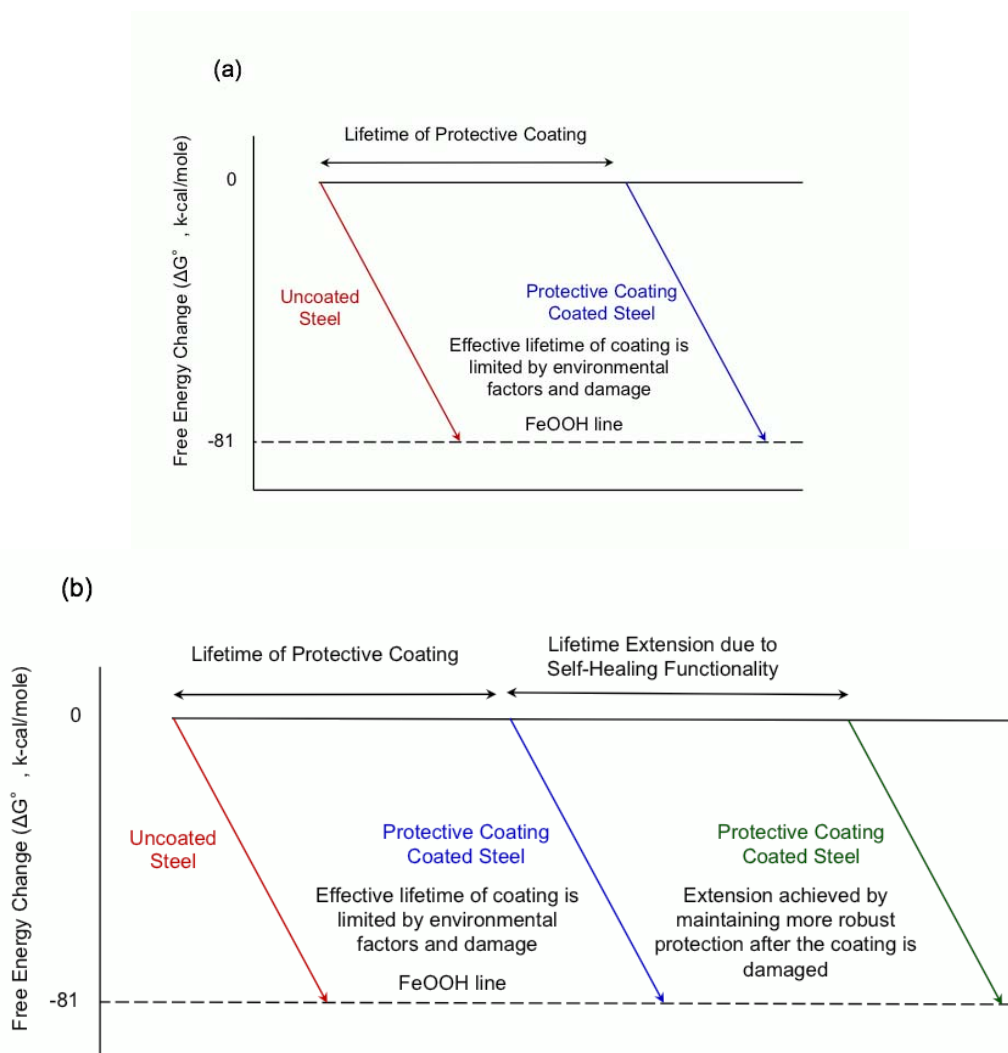 (a)
Lifetime of Protective Coating
0
Uncoated
Steel
Protective Coating
Coated Steel
Effective lifetime of coating is
limited by environmental
factors and damage
FeOOH line
-81
Free Energy Change (ΔG° , k-cal/mole)
(b)
Lifetime of Protective Coating
Lifetime Extension due to
Self-Healing Functionality
0
Uncoated
Steel
Protective Coating
Coated Steel
Effective lifetime of coating is
limited by environmental
factors and damage
Protective Coating
Coated Steel
Extension achieved by
maintaining more robust
protection after the coating is
damaged
FeOOH line
-81
Free Energy Change (ΔG° , k-cal/mole)